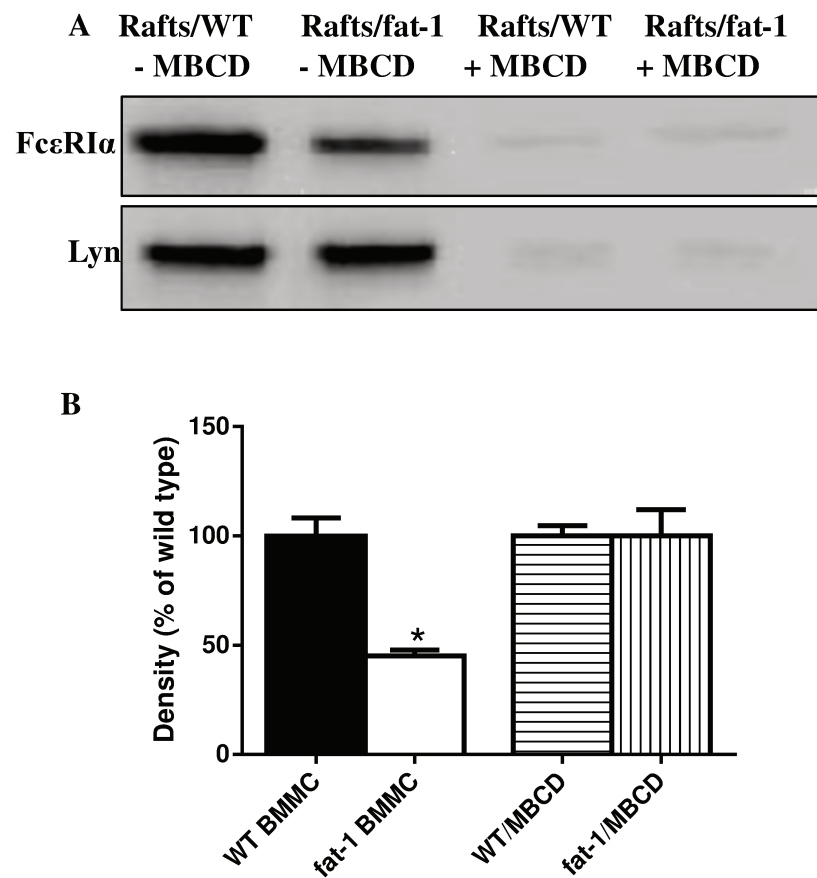 A Rafts/WT Rafts/fat-1 Rafts/WT Rafts/fat-1
- MBCD - MBCD + MBCD + MBCD
FcεRIα
Lyn
B
Density (% of wild type)
150
100
50
0
*
WT BMMC
fat-1 BMMC
WT/MBCD
fat-1/MBCD